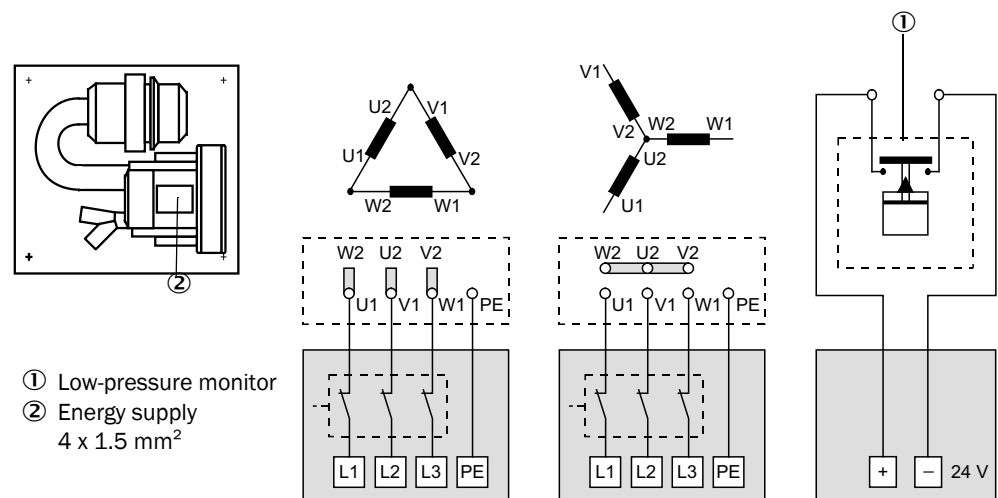 ①
V1
U2
V1
V2
W2
W1
U1
V2
U2
W2
W1
U1
②
W2 U2 V2
U1 V1 W1 PE
W2 U2 V2
U1 V1 W1 PE
① Low-pressure monitor
② Energy supply
4 x 1.5 mm²
L1 L2 L3 PE
L1 L2 L3 PE
+ − 24 V